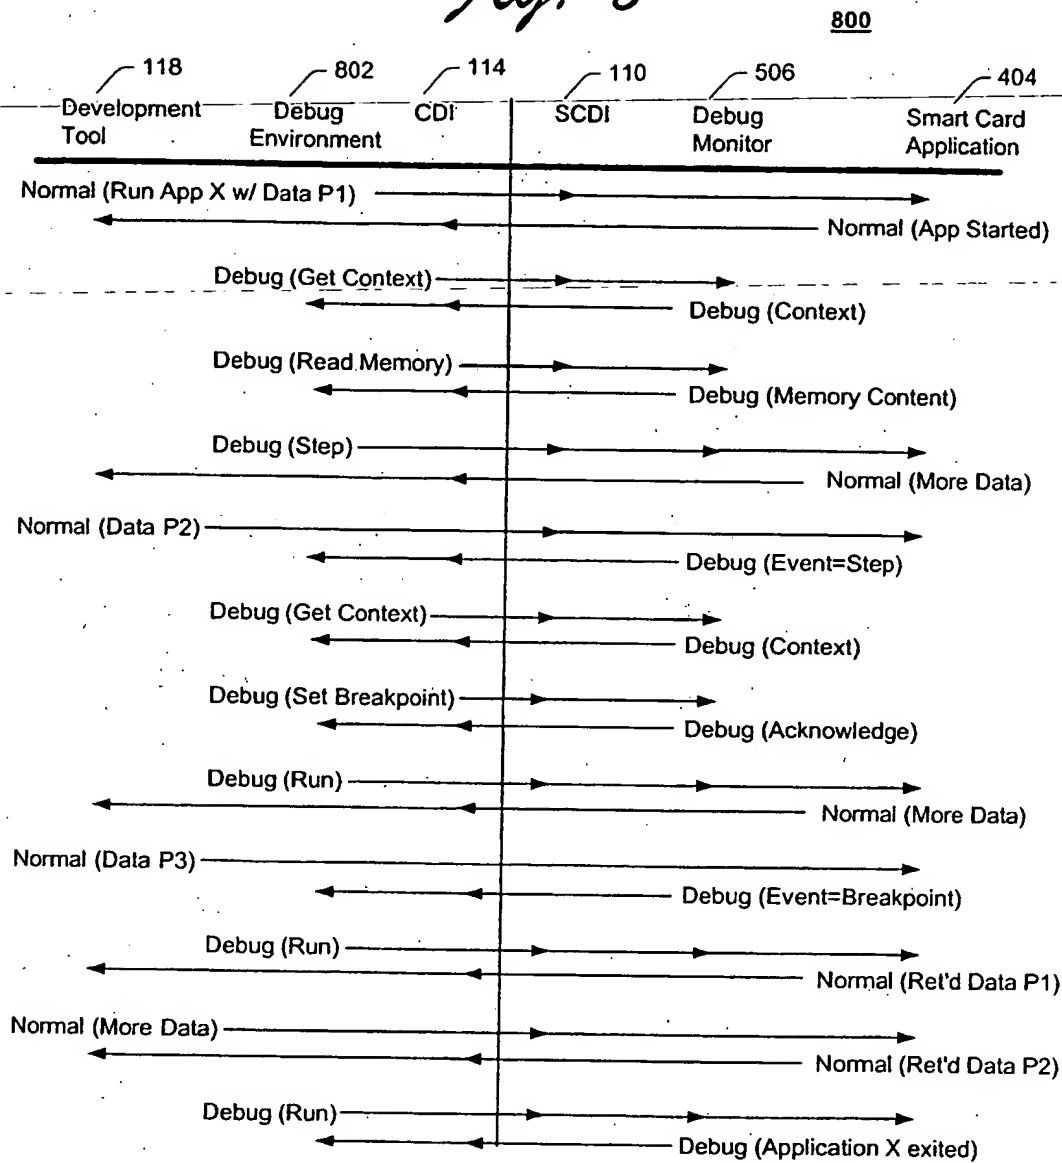 Fig. 8
800
118 802 114 110 506 404
Development Tool Debug Environment CDI SCDI Debug Monitor Smart Card Application
Normal (Run App X w/ Data P1)
Normal (App Started)
Debug (Get Context)
Debug (Context)
Debug (Read Memory)
Debug (Memory Content)
Debug (Step)
Normal (More Data)
Normal (Data P2)
Debug (Event=Step)
Debug (Get Context)
Debug (Context)
Debug (Set Breakpoint)
Debug (Acknowledge)
Debug (Run)
Normal (More Data)
Normal (Data P3)
Debug (Event=Breakpoint)
Debug (Run)
Normal (Ret'd Data P1)
Normal (More Data)
Normal (Ret'd Data P2)
Debug (Run)
Debug (Application X exited)